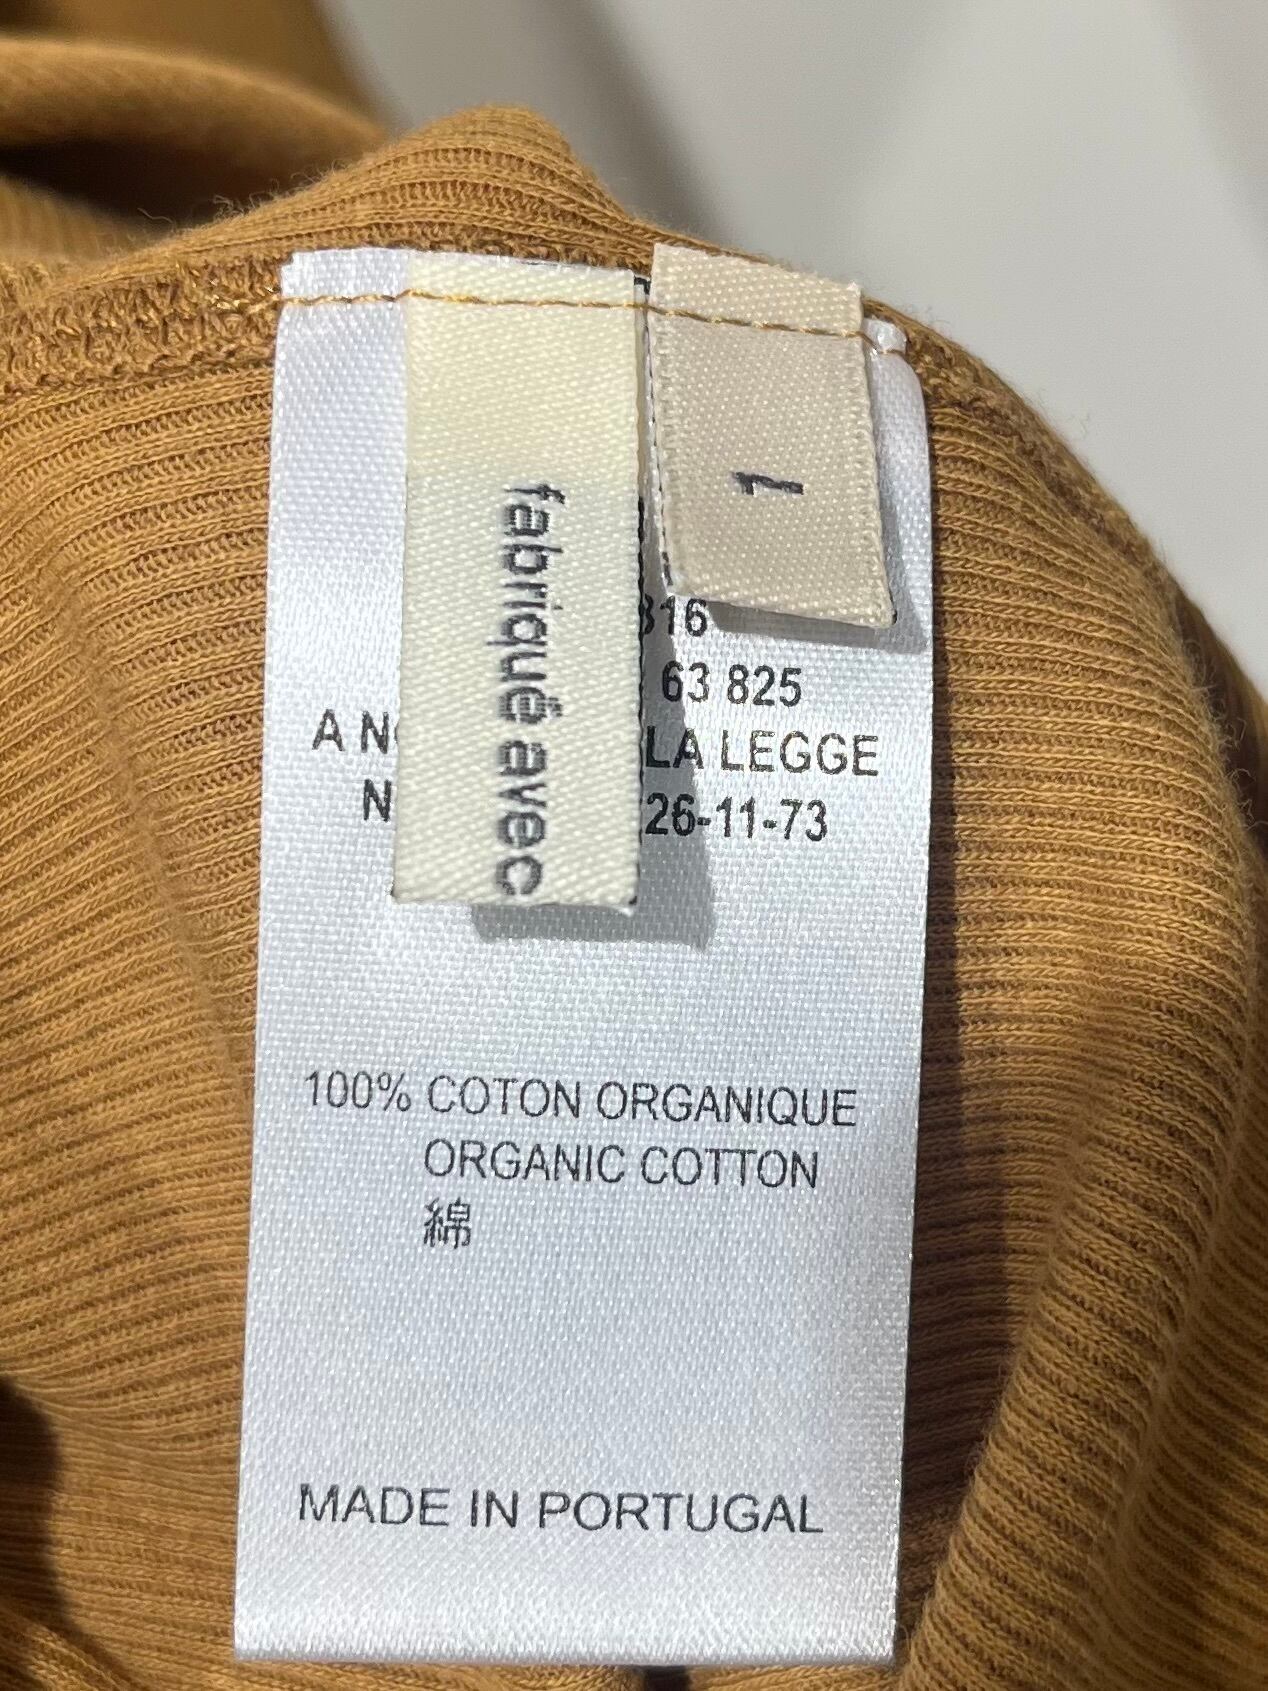 fabriqué avec
1
63 825
A
LA LEGGE
26-11-73
100% COTON ORGANIQUE
ORGANIC COTTON
綿
MADE IN PORTUGAL